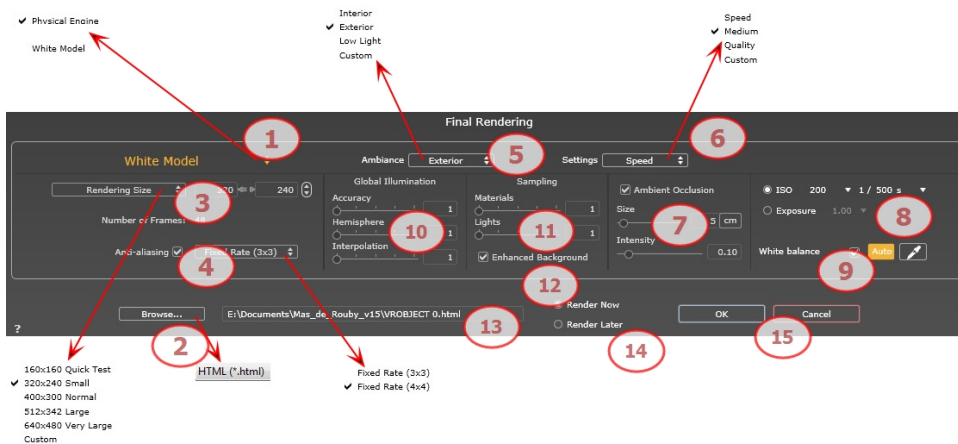 ✔ Physical Engine
White Model
Interior
✔ Exterior
Low Light
Custom
Speed
✔ Medium
Quality
Custom
Final Rendering
1
White Model
Ambiance Exterior 5
Settings Speed 6
Rendering Size 3 240
Number of Frames:
Anti-aliasing 4 Fixed Rate (3x3)
Global Illumination
Accuracy 1
Hemisphere 10 1
Interpolation 1
Sampling
Materials 1
Lights 11 1
Enhanced Background
12
Ambient Occlusion
Size 7 5 cm
Intensity 0.10
ISO 200 1 / 500 s
Exposure 1.00 8
White balance 9 Auto
Browse... E:\Documents\Mas_de_Rouby_v15\VROBJECT 0.html
2
13
Render Now
Render Later
14
OK
Cancel
15
?
160x160 Quick Test
✔ 320x240 Small
400x300 Normal
512x342 Large
640x480 Very Large
Custom
HTML (*.html)
Fixed Rate (3x3)
✔ Fixed Rate (4x4)